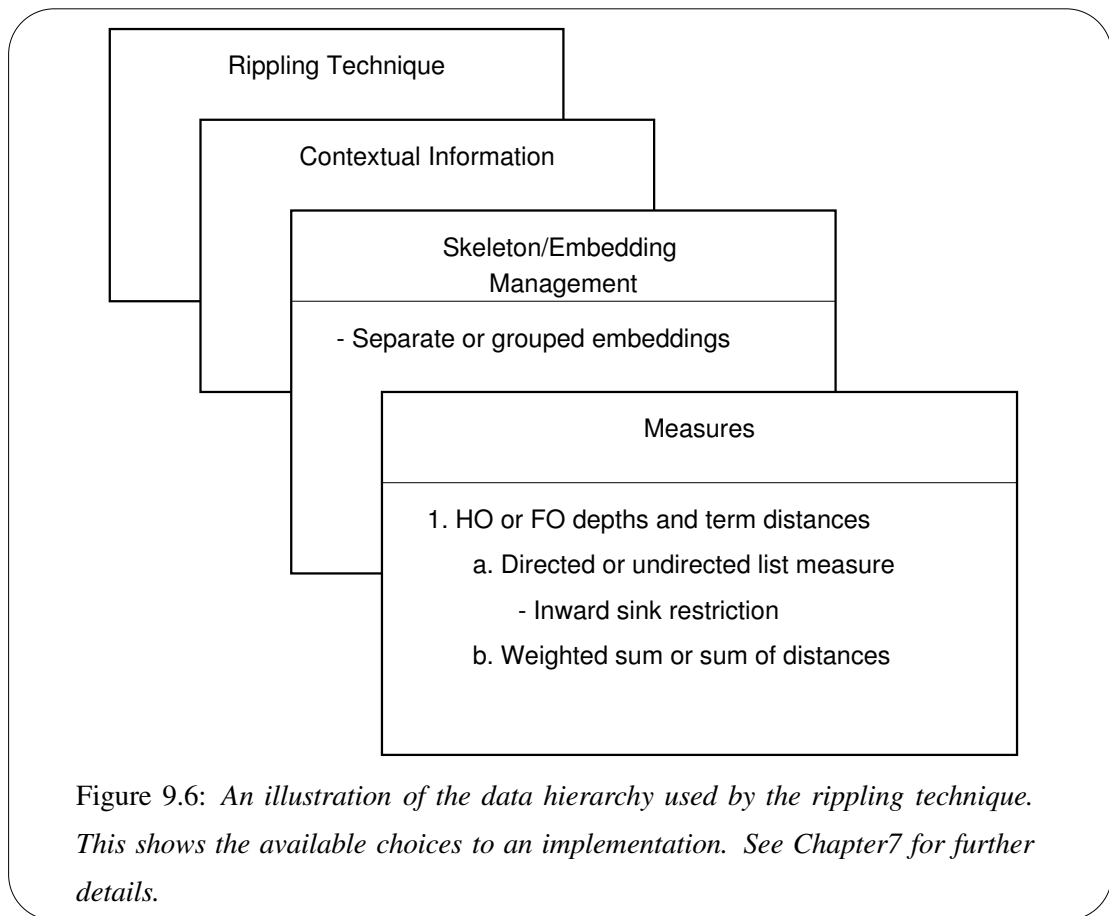 Rippling Technique
Contextual Information
Skeleton/Embedding
Management
- Separate or grouped embeddings
Measures
1. HO or FO depths and term distances
a. Directed or undirected list measure
- Inward sink restriction
b. Weighted sum or sum of distances
Figure 9.6: An illustration of the data hierarchy used by the rippling technique.
This shows the available choices to an implementation. See Chapter7 for further
details.